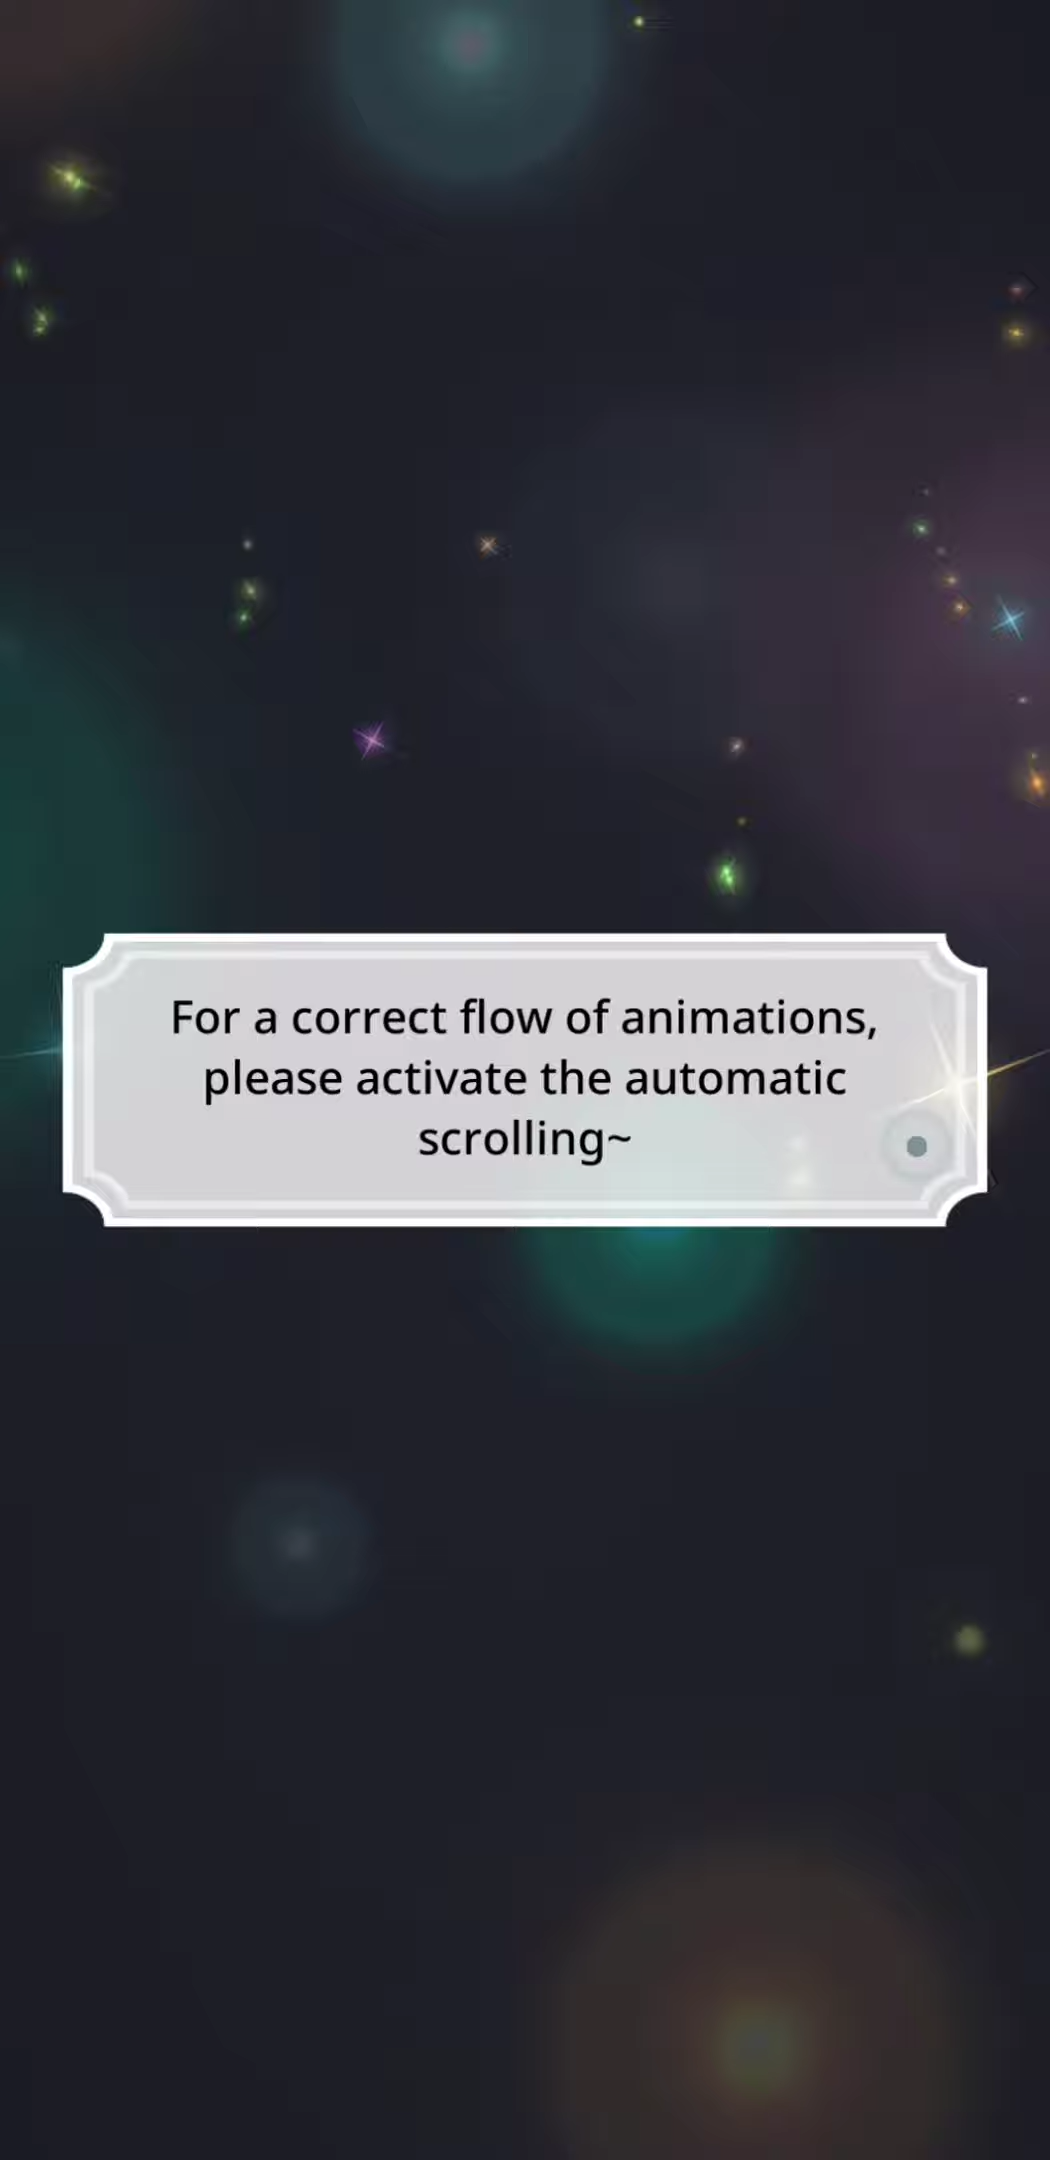 For a correct flow of animations,
please activate the automatic
scrolling~